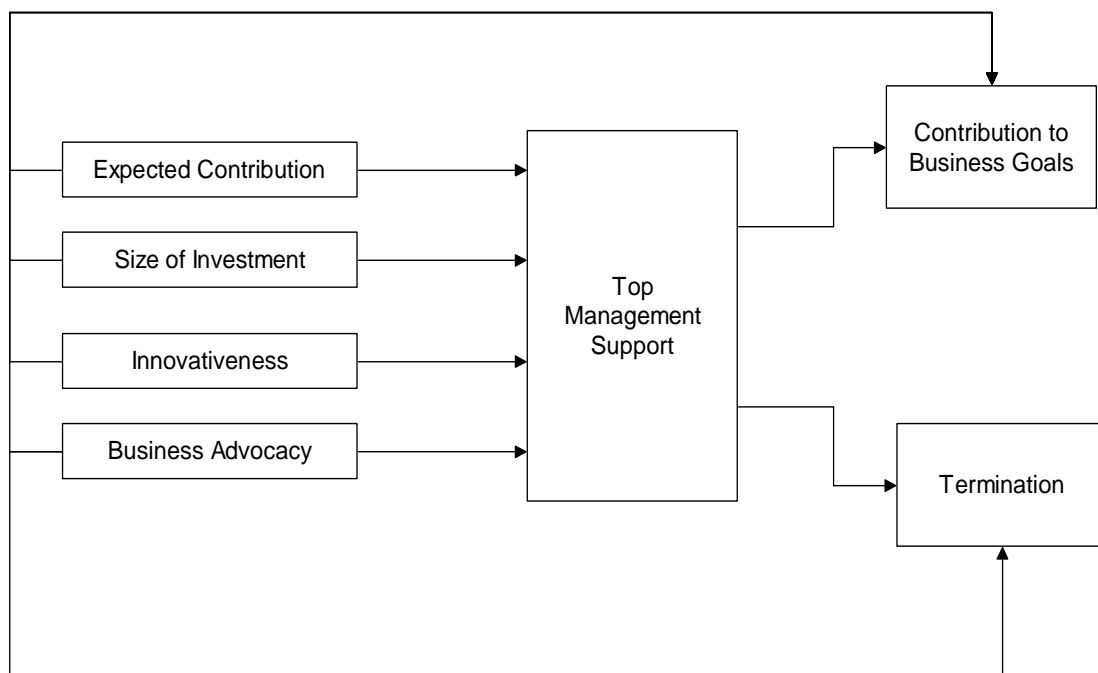 Contribution to
Business Goals
Expected Contribution
Size of Investment
Top
Management
Support
Innovativeness
Business Advocacy
Termination